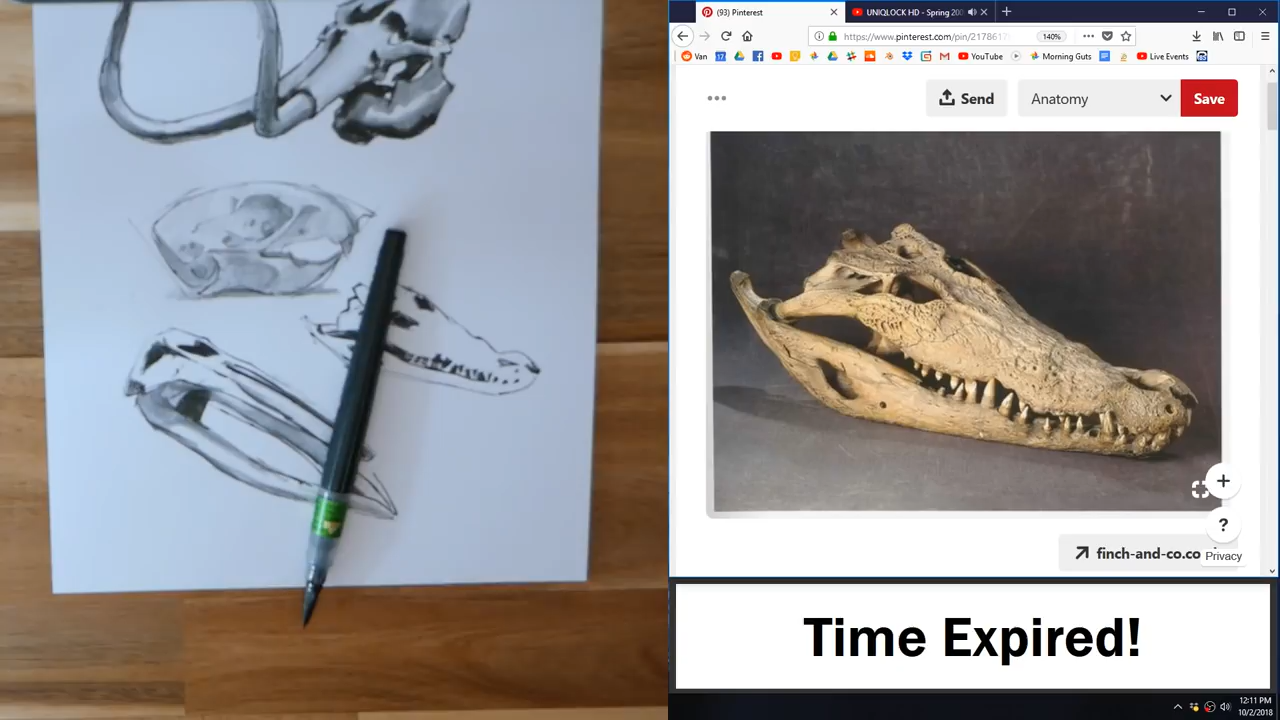 (93) Pinterest
UNIQLOCK HD - Spring 200
https://www.pinterest.com/pin/217861
140%
Van
17
YouTube
Morning Guts
Live Events
Send
Anatomy
Save
finch-and-co.co
Privacy
Time Expired!
12:11 PM
10/2/2018